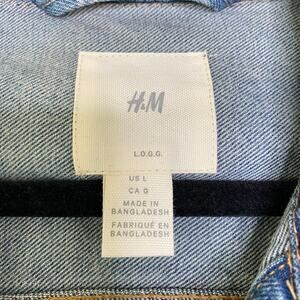 H&M
L.O.G.G.
US L
CA G
MADE IN
BANGLADESH
FABRIQUÉ EN
BANGLADESH